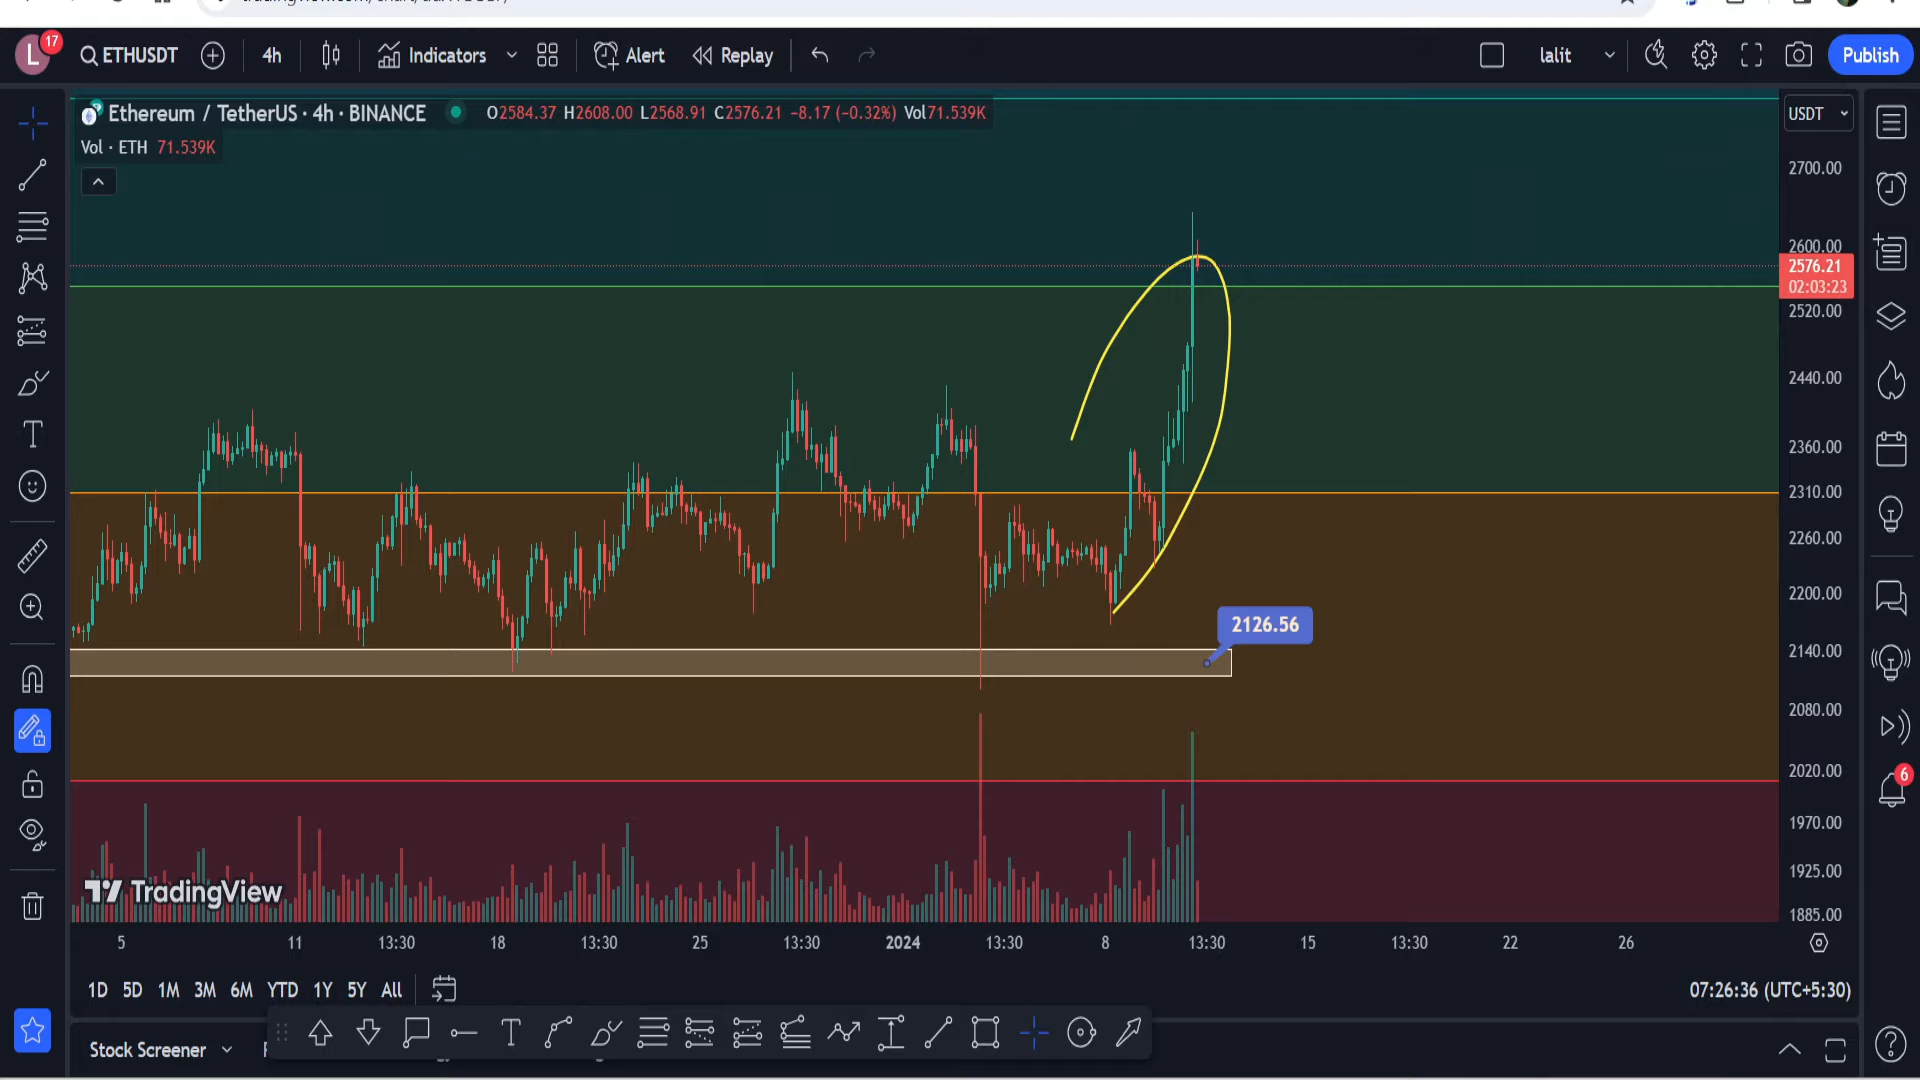 L
17
ETHUSDT
4h
Indicators
Alert
Replay
lalit
Publish
Ethereum / TetherUS · 4h · BINANCE
O2584.37 H2608.00 L2568.91 C2576.21 −8.17 (−0.32%) Vol71.539K
Vol · ETH 71.539K
USDT
2700.00
2600.00
2576.21
02:03:23
2520.00
2440.00
2360.00
2310.00
2260.00
2200.00
2126.56
2140.00
2080.00
2020.00
6
1970.00
1925.00
1885.00
TradingView
5 11 13:30 18 13:30 25 13:30 2024 13:30 8 13:30 15 13:30 22 26
1D 5D 1M 3M 6M YTD 1Y 5Y All
07:26:36 (UTC+5:30)
Stock Screener